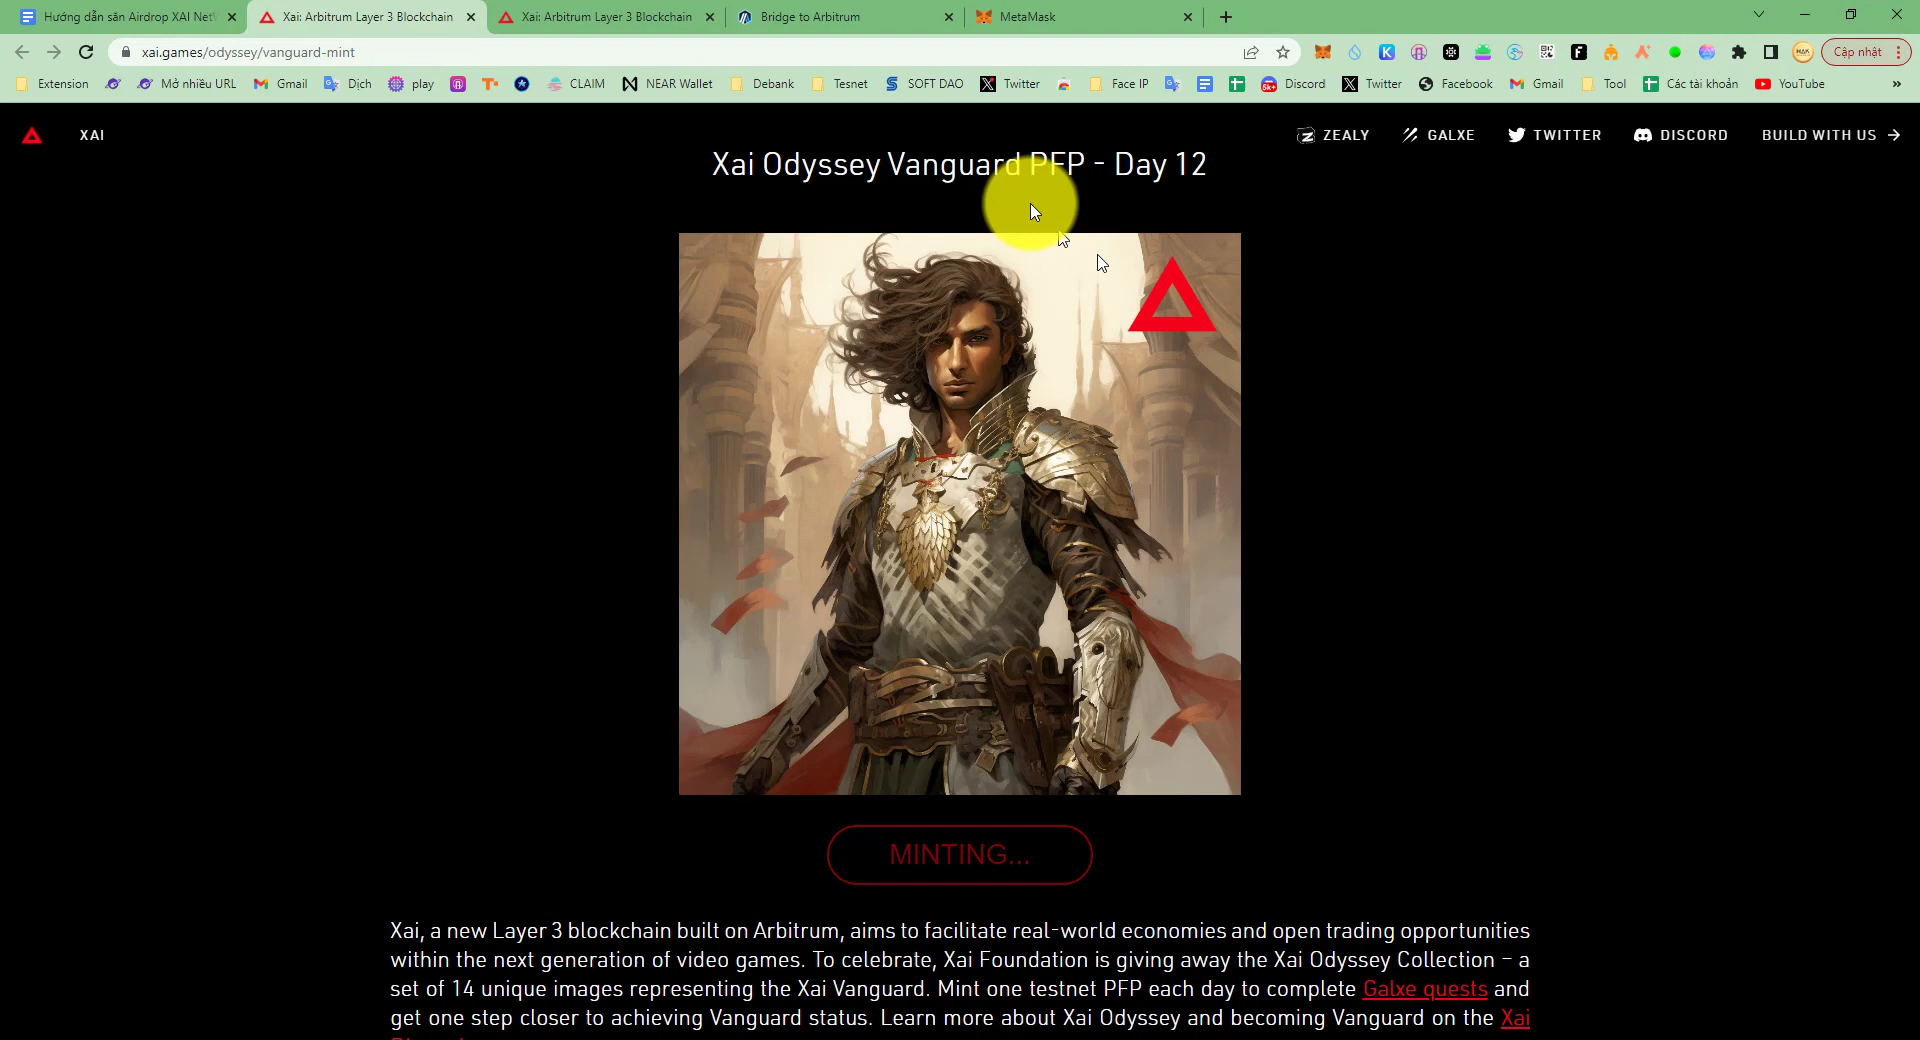 Hướng dẫn săn Airdrop XAI Net
Xai: Arbitrum Layer 3 Blockchain
Xai: Arbitrum Layer 3 Blockchain
Bridge to Arbitrum
MetaMask
xai.games/odyssey/vanguard-mint
Cập nhật
Extension
Mở nhiều URL
Gmail
Dịch
play
CLAIM
NEAR Wallet
Debank
Tesnet
SOFT DAO
Twitter
Face IP
Discord
Twitter
Facebook
Gmail
Tool
Các tài khoản
YouTube
XAI
ZEALY
GALXE
TWITTER
DISCORD
BUILD WITH US
Xai Odyssey Vanguard PFP - Day 12
MINTING...
Xai, a new Layer 3 blockchain built on Arbitrum, aims to facilitate real-world economies and open trading opportunities
within the next generation of video games. To celebrate, Xai Foundation is giving away the Xai Odyssey Collection – a
set of 14 unique images representing the Xai Vanguard. Mint one testnet PFP each day to complete Galxe quests and
get one step closer to achieving Vanguard status. Learn more about Xai Odyssey and becoming Vanguard on the Xai